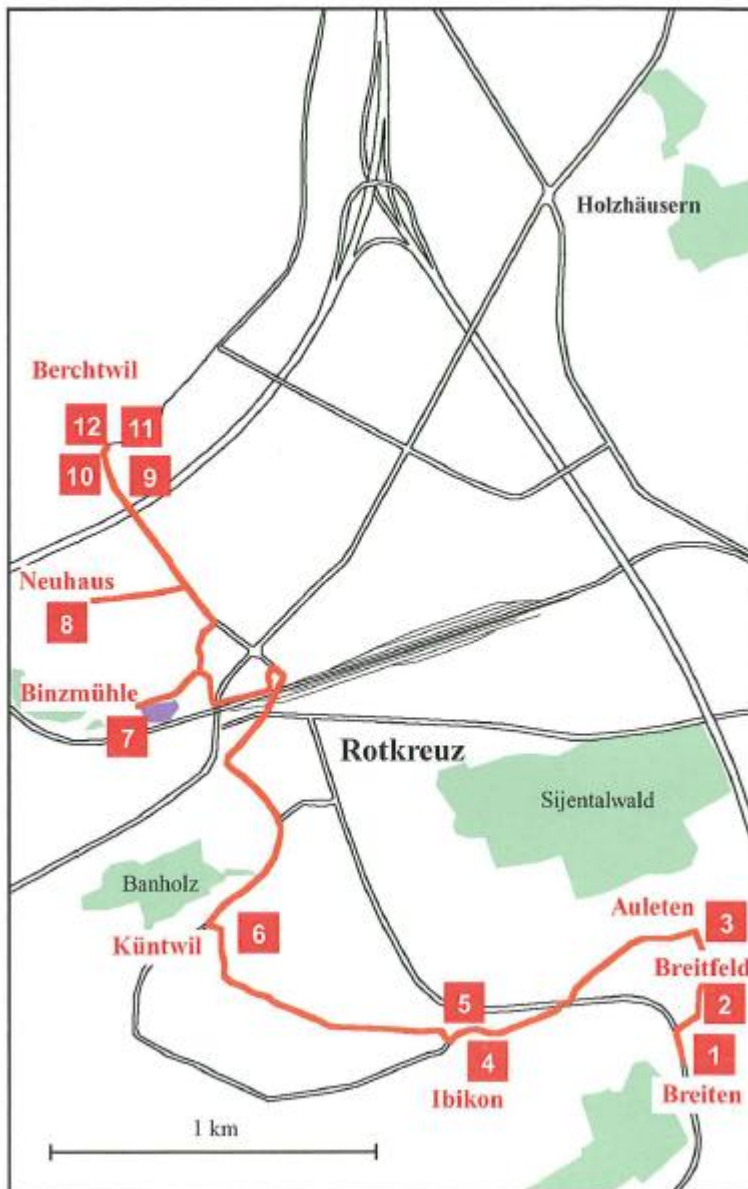 Holzhäusern
Berchtwil
12
11
10
9
Neuhaus
8
Binzmühle
7
Rotkreuz
Sijentalwald
Banholz
Auleten
3
Küntwil
6
Breitfeld
5
2
4
1
Ibikon
Breiten
1 km